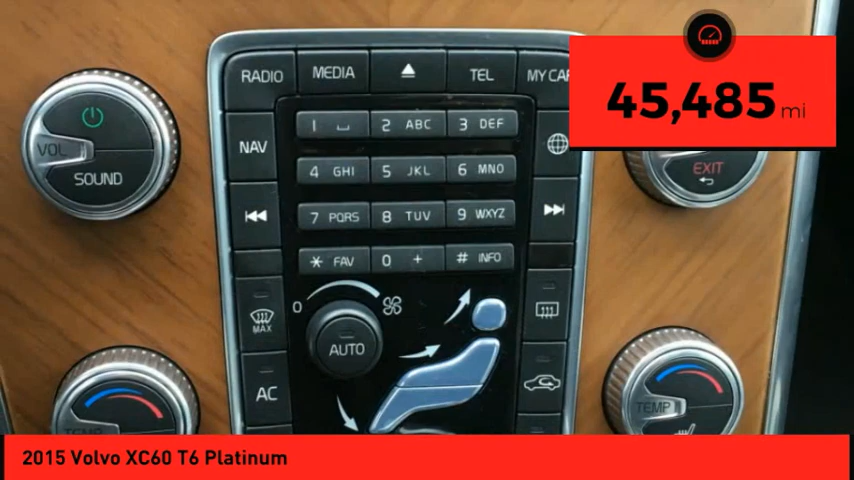 RADIO MEDIA TEL MY CAR
45,485 mi
1 2 ABC 3 DEF
VOL NAV
4 GHI 5 JKL 6 MNO EXIT
SOUND
7 PQRS 8 TUV 9 WXYZ
* FAV 0 + # INFO
0
MAX
AUTO
AC
TEMP TEMP
2015 Volvo XC60 T6 Platinum